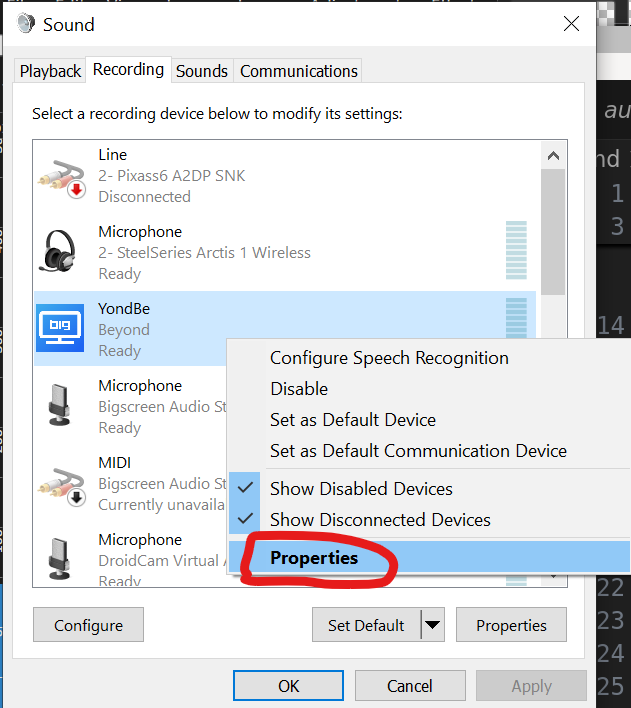 Sound
Playback
Recording
Sounds
Communications
Select a recording device below to modify its settings:
Line
2- Pixass6 A2DP SNK
Disconnected
Microphone
2- SteelSeries Arctis 1 Wireless
Ready
big
YondBe
Beyond
Ready
Microphone
Bigscreen Audio St
Ready
MIDI
Bigscreen Audio St
Currently unavaila
Microphone
DroidCam Virtual A
Ready
Configure Speech Recognition
Disable
Set as Default Device
Set as Default Communication Device
Show Disabled Devices
Show Disconnected Devices
Properties
Configure
Set Default
Properties
OK
Cancel
Apply
au
nd
1
3
14
22
23
24
25